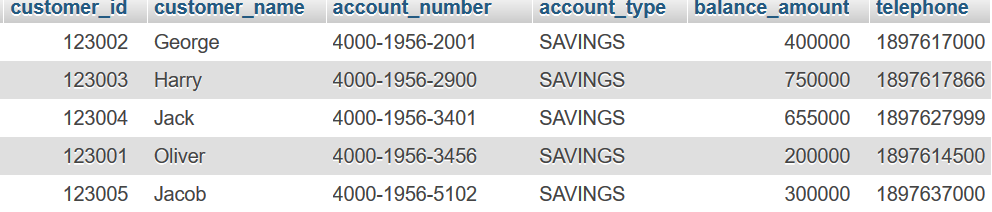 customer_id customer_name account_number account_type balance_amount telephone
123002 George 4000-1956-2001 SAVINGS 400000 1897617000
123003 Harry 4000-1956-2900 SAVINGS 750000 1897617866
123004 Jack 4000-1956-3401 SAVINGS 655000 1897627999
123001 Oliver 4000-1956-3456 SAVINGS 200000 1897614500
123005 Jacob 4000-1956-5102 SAVINGS 300000 1897637000